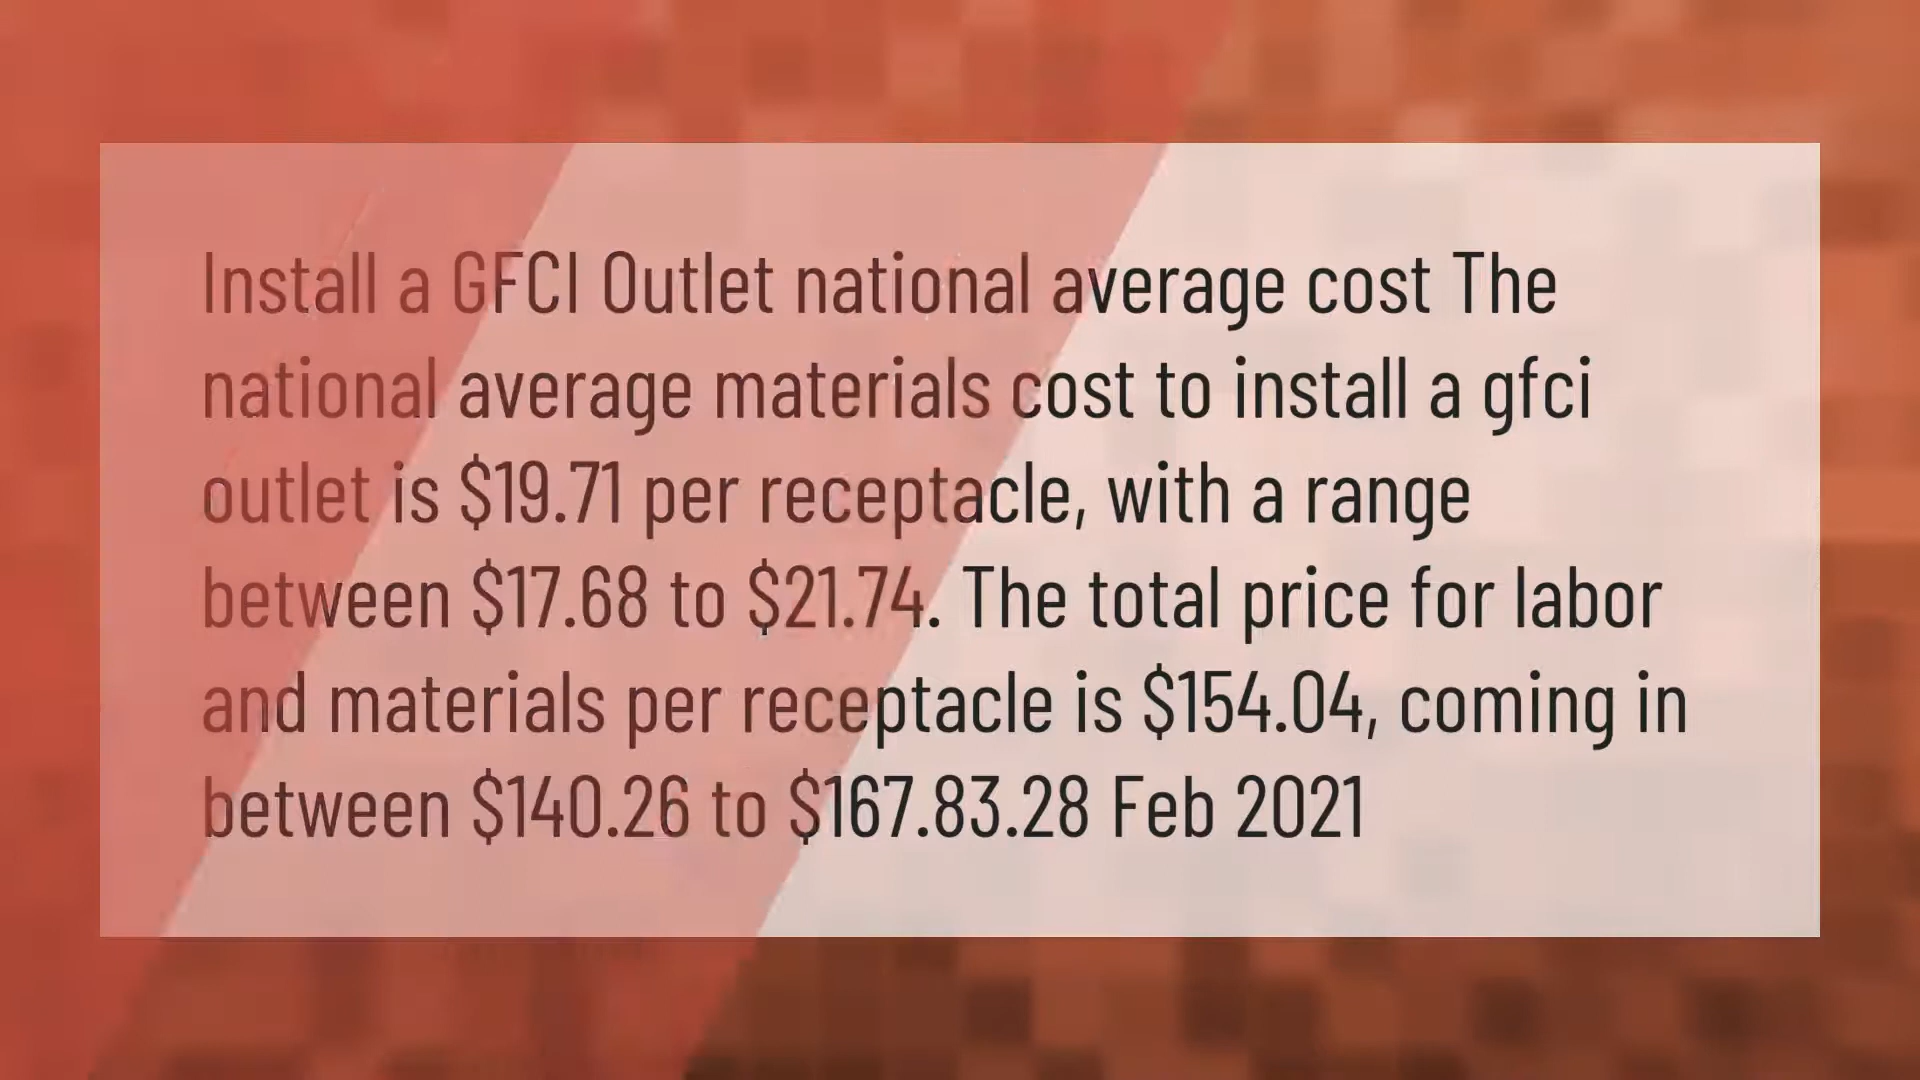 Install a GFCI Outlet national average cost The
national average materials cost to install a gfci
outlet is $19.71 per receptacle, with a range
between $17.68 to $21.74. The total price for labor
and materials per receptacle is $154.04, coming in
between $140.26 to $167.83.28 Feb 2021